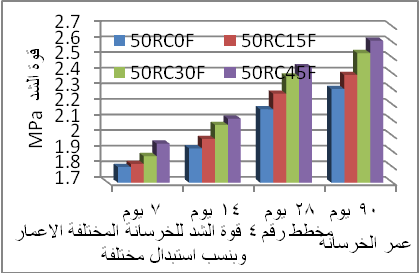 2.7
2.6
2.5
2.4
2.3
2.2
2.1
2
1.9
1.8
1.7
قوة الشد MPa
50RC0F 50RC15F
50RC30F 50RC45F
٧ يوم ١٤ يوم ٢٨ يوم ٩٠ يوم
عمر الخرسانة
مخطط رقم ٤ قوة الشد للخرسانة المختلفة الاعمار
وبنسب استبدال مختلفة